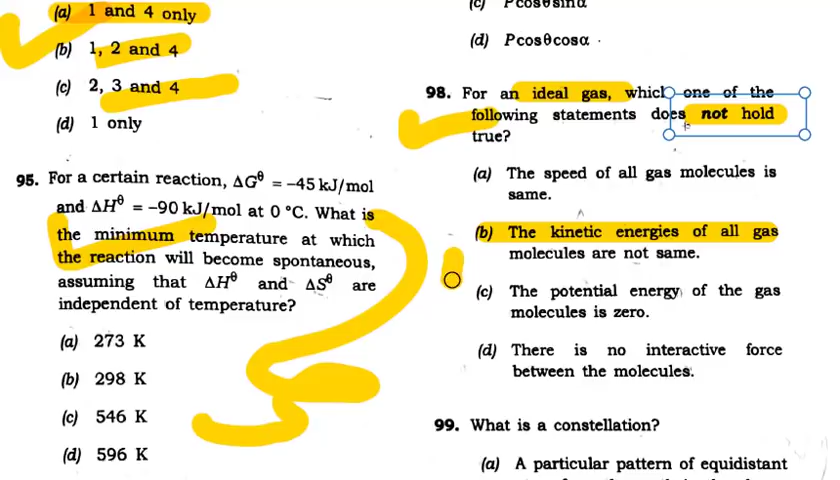 (a) 1 and 4 only
(b) 1, 2 and 4
(c) 2, 3 and 4
(d) 1 only
95. For a certain reaction, ΔG⁰ = –45 kJ/mol
and ΔH⁰ = –90 kJ/mol at 0 °C. What is
the minimum temperature at which
the reaction will become spontaneous,
assuming that ΔH⁰ and ΔS⁰ are
independent of temperature?
(a) 273 K
(b) 298 K
(c) 546 K
(d) 596 K
(c) Pcosθsinα
(d) Pcosθcosα
98. For an ideal gas, which one of the
following statements does not hold
true?
(a) The speed of all gas molecules is
same.
(b) The kinetic energies of all gas
molecules are not same.
(c) The potential energy of the gas
molecules is zero.
(d) There is no interactive force
between the molecules.
99. What is a constellation?
(a) A particular pattern of equidistant